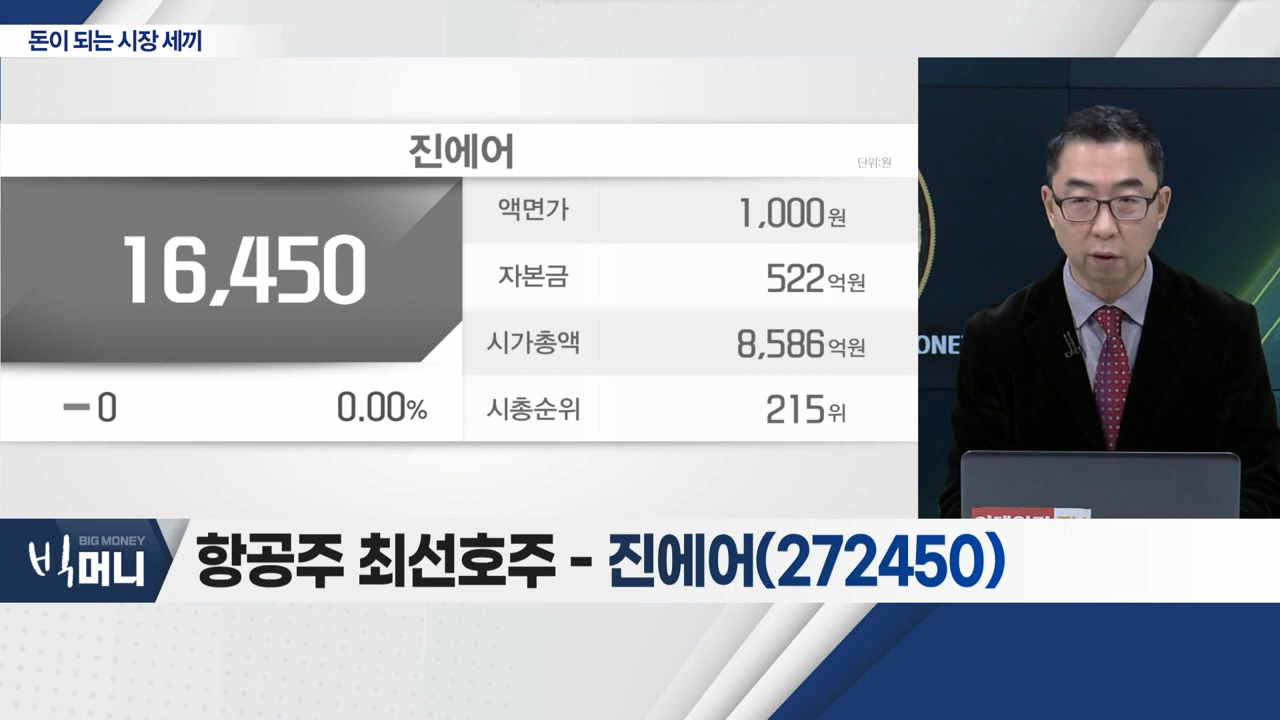 돈이 되는 시장 세끼
진에어
단위:원
16,450
0
0.00%
액면가
1,000원
자본금
522억원
시가총액
8,586억원
시총순위
215위
BIG MONEY
빅머니
항공주 최선호주 - 진에어(272450)